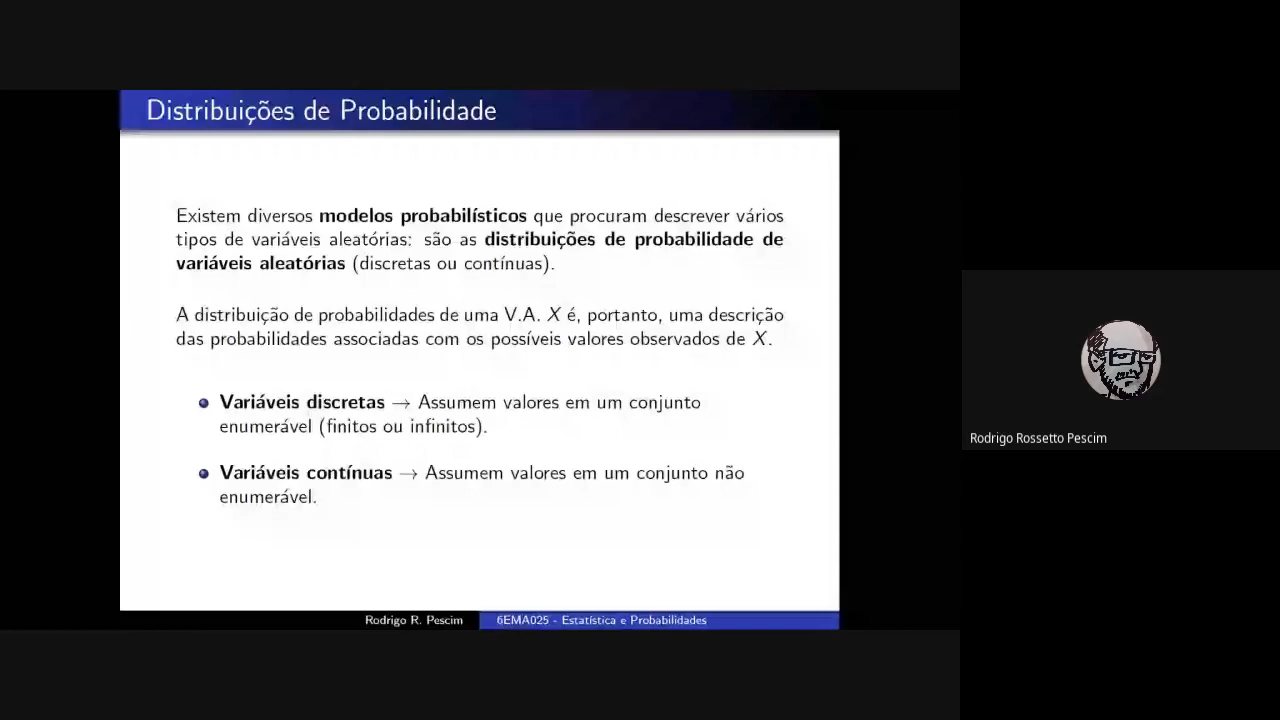 Distribuições de Probabilidade
Existem diversos modelos probabilísticos que procuram descrever vários
tipos de variáveis aleatórias: são as distribuições de probabilidade de
variáveis aleatórias (discretas ou contínuas).
A distribuição de probabilidades de uma V.A. X é, portanto, uma descrição
das probabilidades associadas com os possíveis valores observados de X.
Variáveis discretas → Assumem valores em um conjunto
enumerável (finitos ou infinitos).
Variáveis contínuas → Assumem valores em um conjunto não
enumerável.
Rodrigo R. Pescim
6EMA025 - Estatística e Probabilidades
Rodrigo Rossetto Pescim